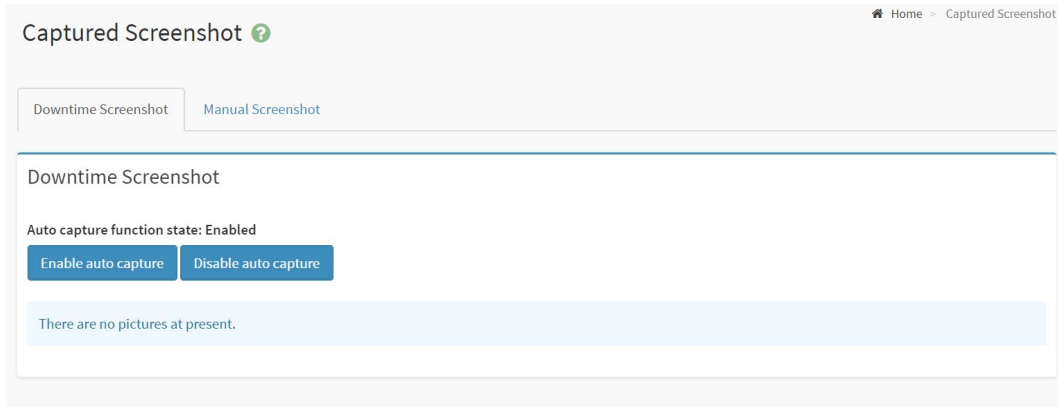 Home > Captured Screenshot
Captured Screenshot ?
Downtime Screenshot Manual Screenshot
Downtime Screenshot
Auto capture function state: Enabled
Enable auto capture Disable auto capture
There are no pictures at present.